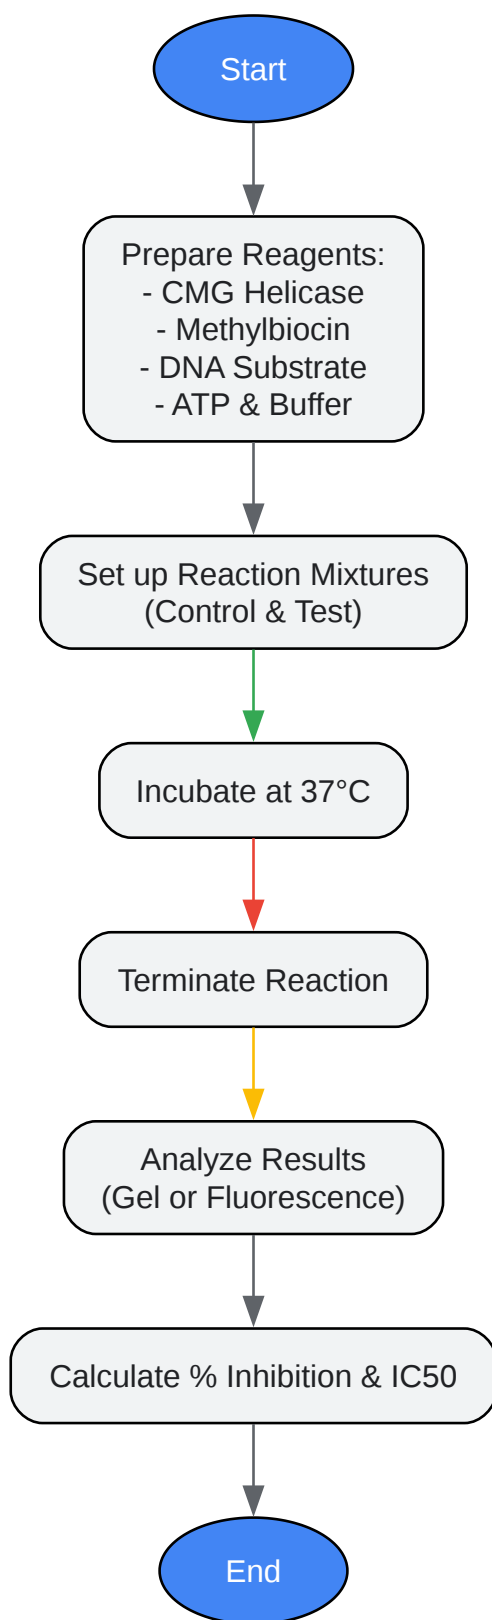 Start
Prepare Reagents:
- CMG Helicase
- Methylbiocin
- DNA Substrate
- ATP & Buffer
Set up Reaction Mixtures
(Control & Test)
Incubate at 37°C
Terminate Reaction
Analyze Results
(Gel or Fluorescence)
Calculate % Inhibition & IC50
End